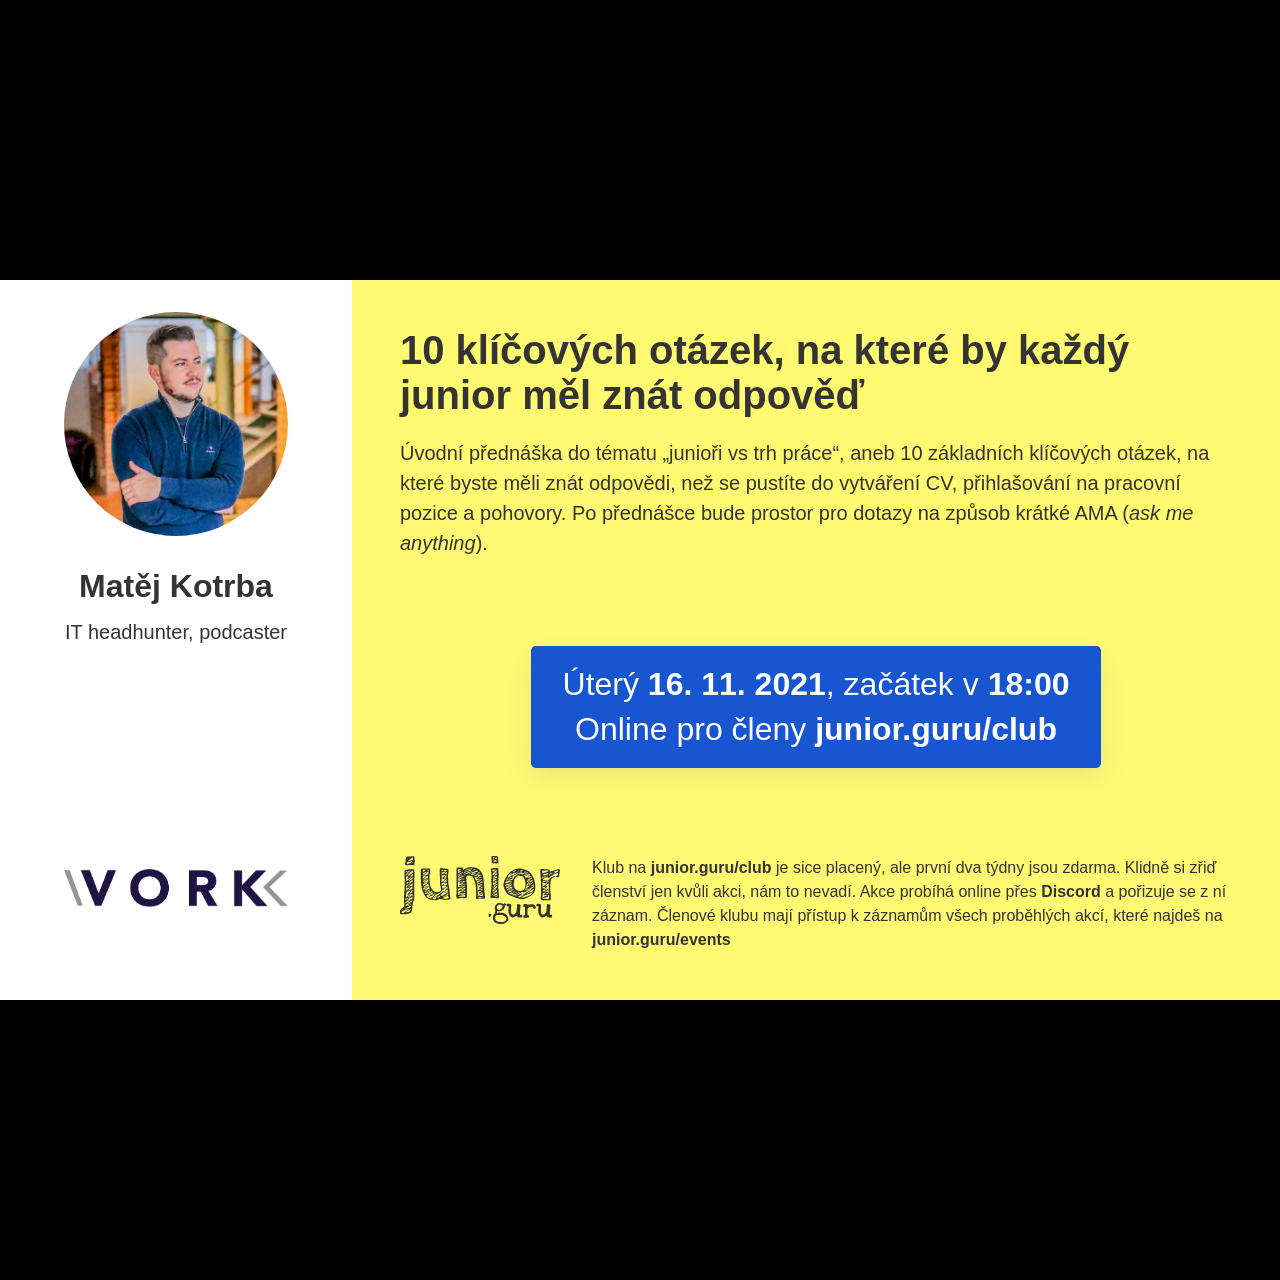 Matěj Kotrba
IT headhunter, podcaster
\VORK<
10 klíčových otázek, na které by každý
junior měl znát odpověď
Úvodní přednáška do tématu „junioři vs trh práce“, aneb 10 základních klíčových otázek, na
které byste měli znát odpovědi, než se pustíte do vytváření CV, přihlašování na pracovní
pozice a pohovory. Po přednášce bude prostor pro dotazy na způsob krátké AMA (ask me
anything).
Úterý 16. 11. 2021, začátek v 18:00
Online pro členy junior.guru/club
junior
.guru
Klub na junior.guru/club je sice placený, ale první dva týdny jsou zdarma. Klidně si zřiď
členství jen kvůli akci, nám to nevadí. Akce probíhá online přes Discord a pořizuje se z ní
záznam. Členové klubu mají přístup k záznamům všech proběhlých akcí, které najdeš na
junior.guru/events